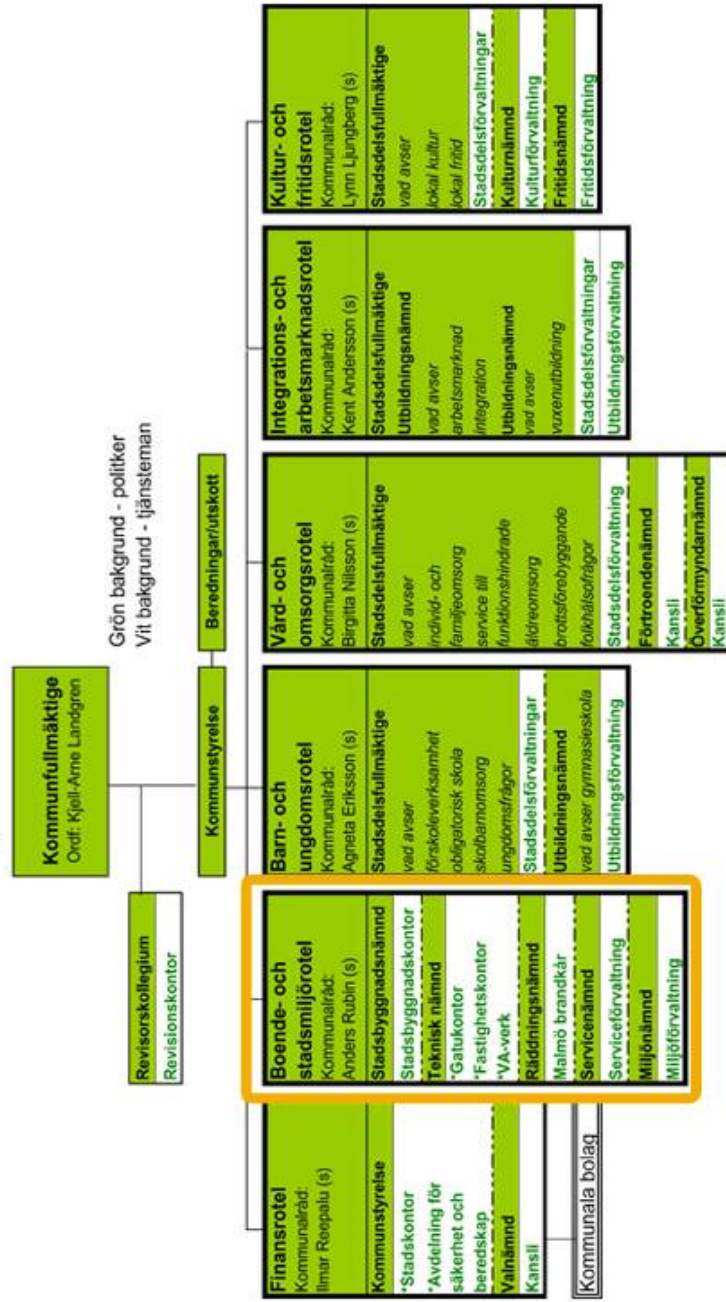 Kommunfullmäktige
Ordf: Kjell-Arne Landgren
Grön bakgrund - politker
Vit bakgrund - tjänsteman
Revisorskollegium
Revisionskontor
Kommunstyrelse
Beredningar/utskott
Finansrotel
Kommunalråd:
Ilmar Reepalu (s)
Kommunstyrelse
*Stadskontor
*Avdelning för
säkerhet och
beredskap
Valnämnd
Kansli
Kommunala bolag
Boende- och
stadsmiljörotel
Kommunalråd:
Anders Rubin (s)
Stadsbyggnadsnämnd
Stadsbyggnadskontor
Teknisk nämnd
*Gatukontor
*Fastighetskontor
*VA-verk
Räddningsnämnd
Malmö brandkår
Servicenämnd
Serviceförvaltning
Miljönämnd
Miljöförvaltning
Barn- och
ungdomsrotel
Kommunalråd:
Agneta Eriksson (s)
Stadsdelsfullmäktige
vad avser
förskoleverksamhet
obligatorisk skola
skolbarnomsorg
ungdomsfrågor
Stadsdelsförvaltningar
Utbildningsnämnd
vad avser gymnasieskola
Utbildningsförvaltning
Vård- och
omsorgsrotel
Kommunalråd:
Birgitta Nilsson (s)
Stadsdelsfullmäktige
vad avser
individ- och
familjeomsorg
service till
funktionshindrade
äldreomsorg
brottsförebyggande
folkhälsofrågor
Stadsdelsförvaltning
Förtroendenämnd
Kansli
Överförmyndarnämnd
Kansli
Integrations- och
arbetsmarknadsrotel
Kommunalråd:
Kent Andersson (s)
Stadsdelsfullmäktige
Utbildningsnämnd
vad avser
arbetsmarknad
integration
Utbildningsnämnd
vad avser
vuxenutbildning
Stadsdelsförvaltningar
Utbildningsförvaltning
Kultur- och
fritidsrotel
Kommunalråd:
Lynn Ljungberg (s)
Stadsdelsfullmäktige
vad avser
lokal kultur
lokal fritid
Stadsdelsförvaltningar
Kulturnämnd
Kulturförvaltning
Fritidsnämnd
Fritidsförvaltning